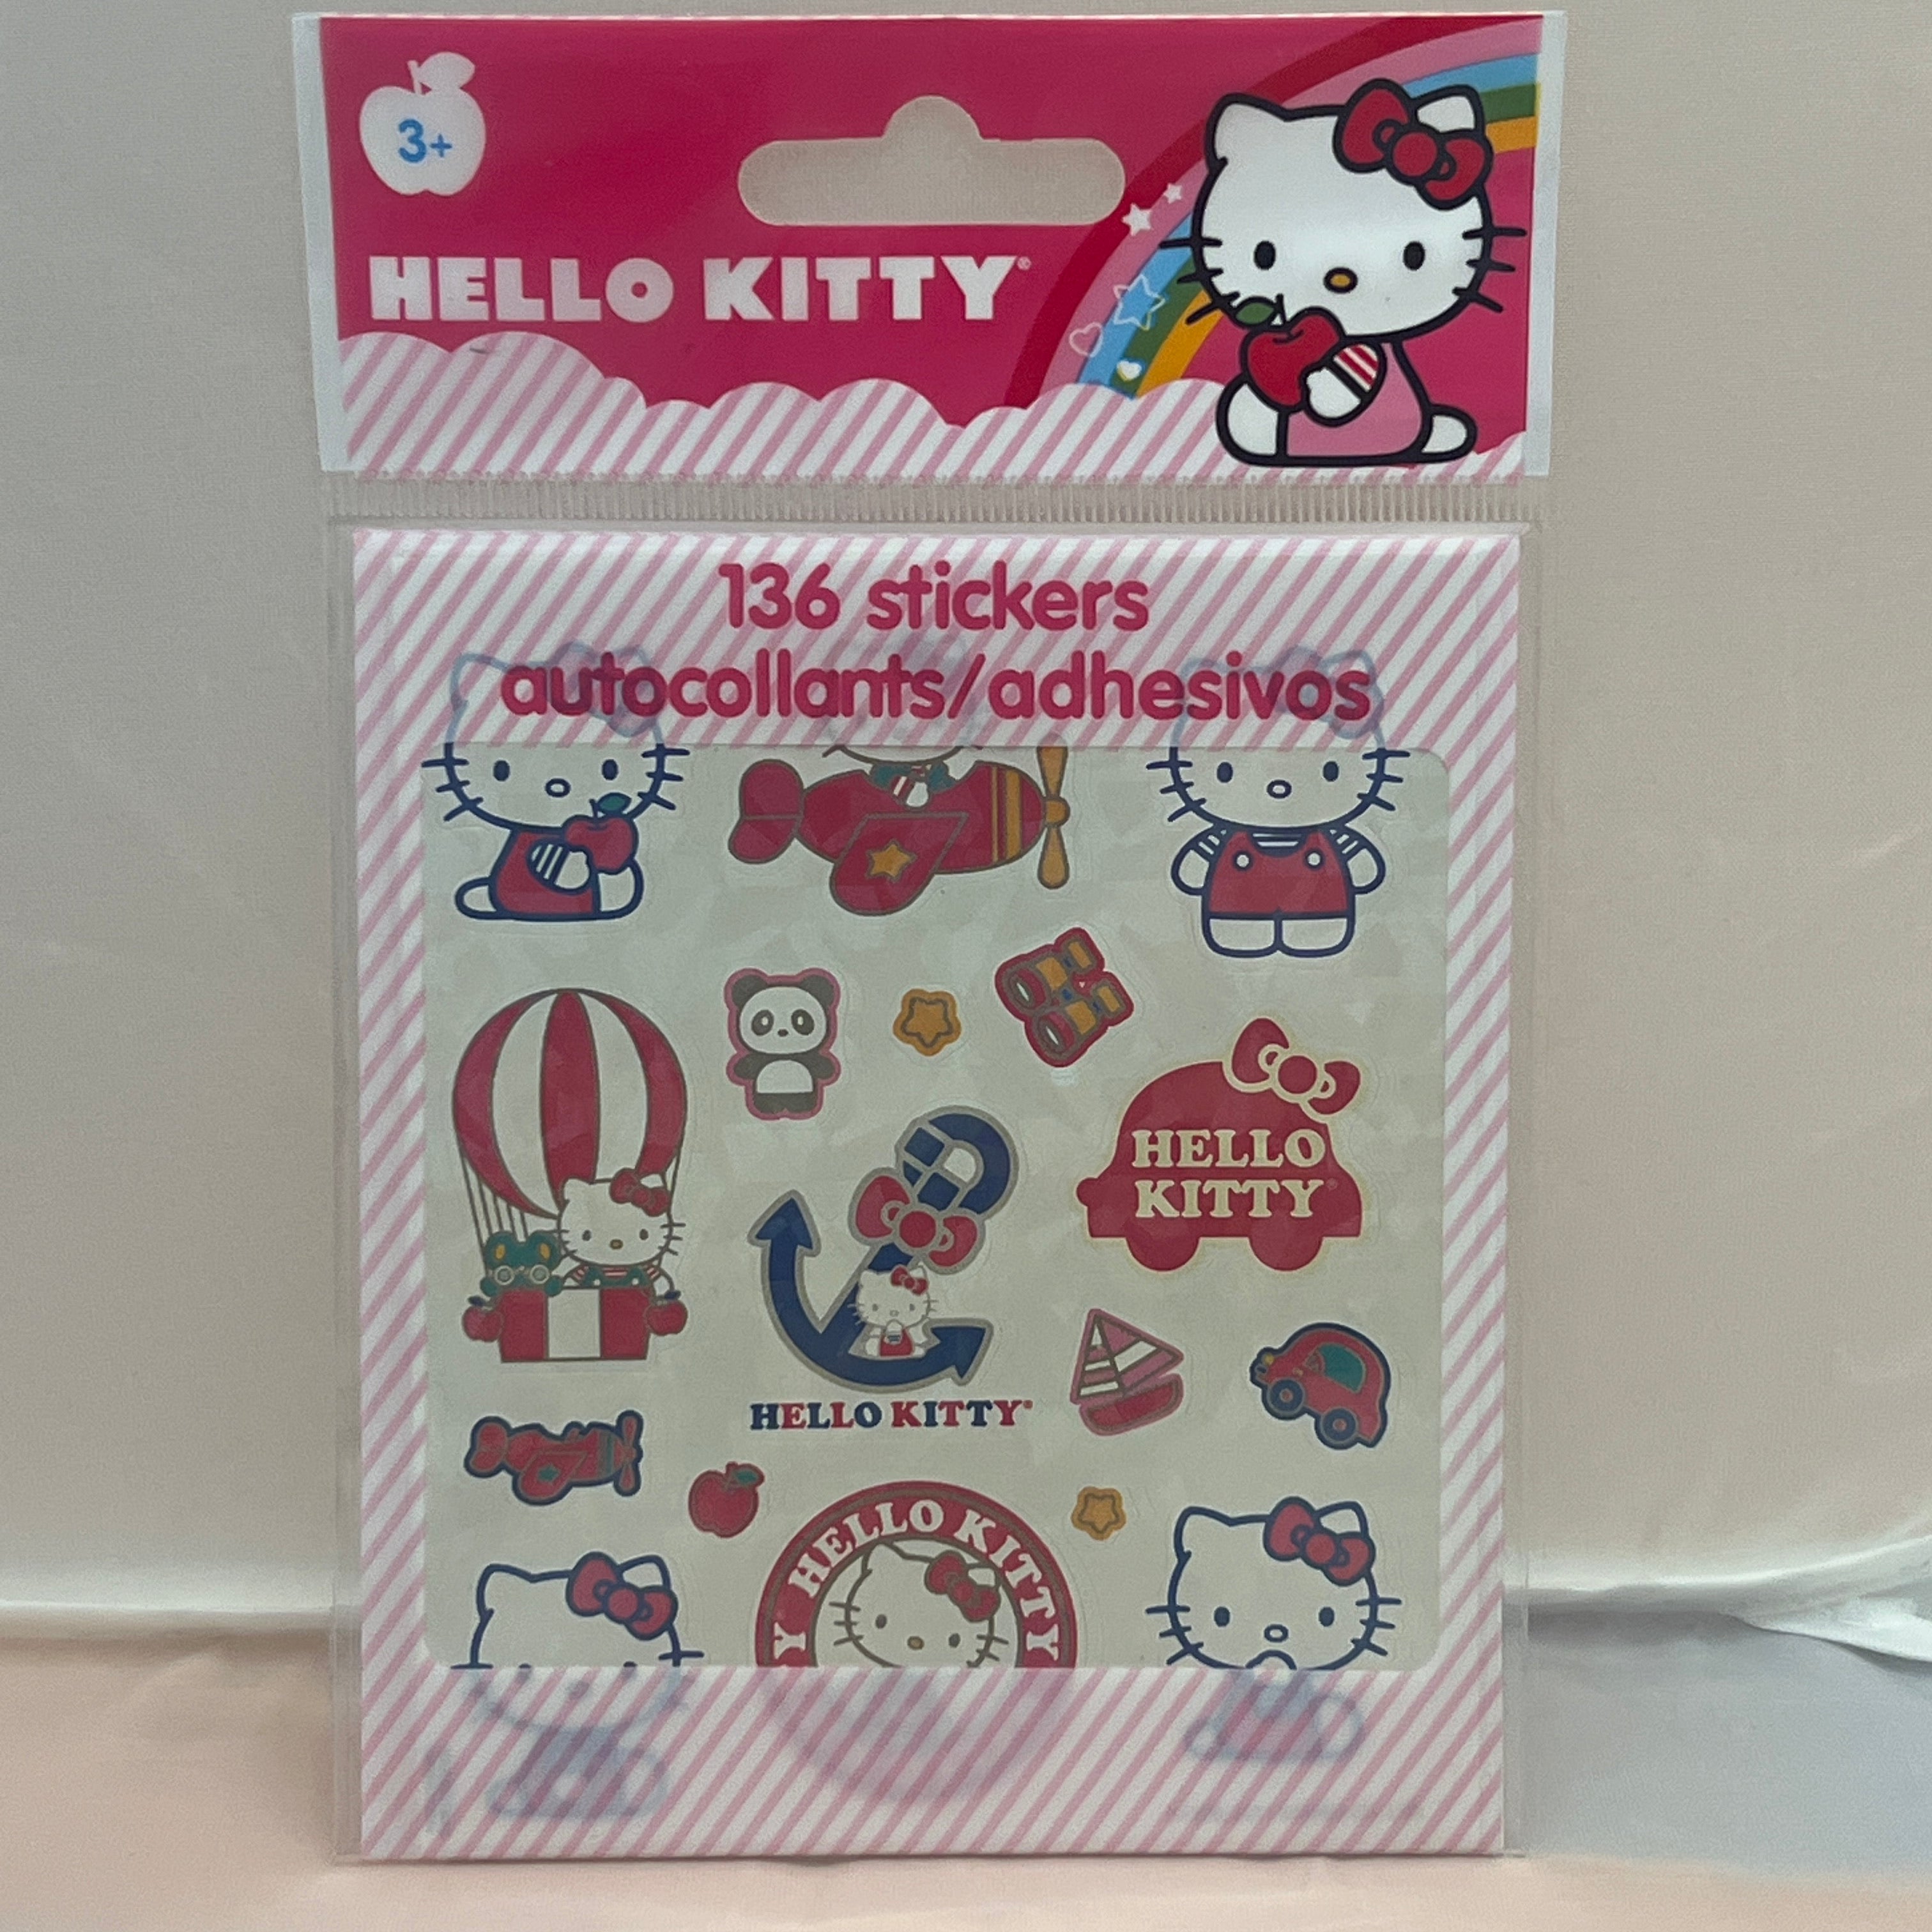 3+
HELLO KITTY®
136 stickers
autocollants/adhesivos
HELLO
KITTY
HELLO KITTY®
HELLO KITTY
Y